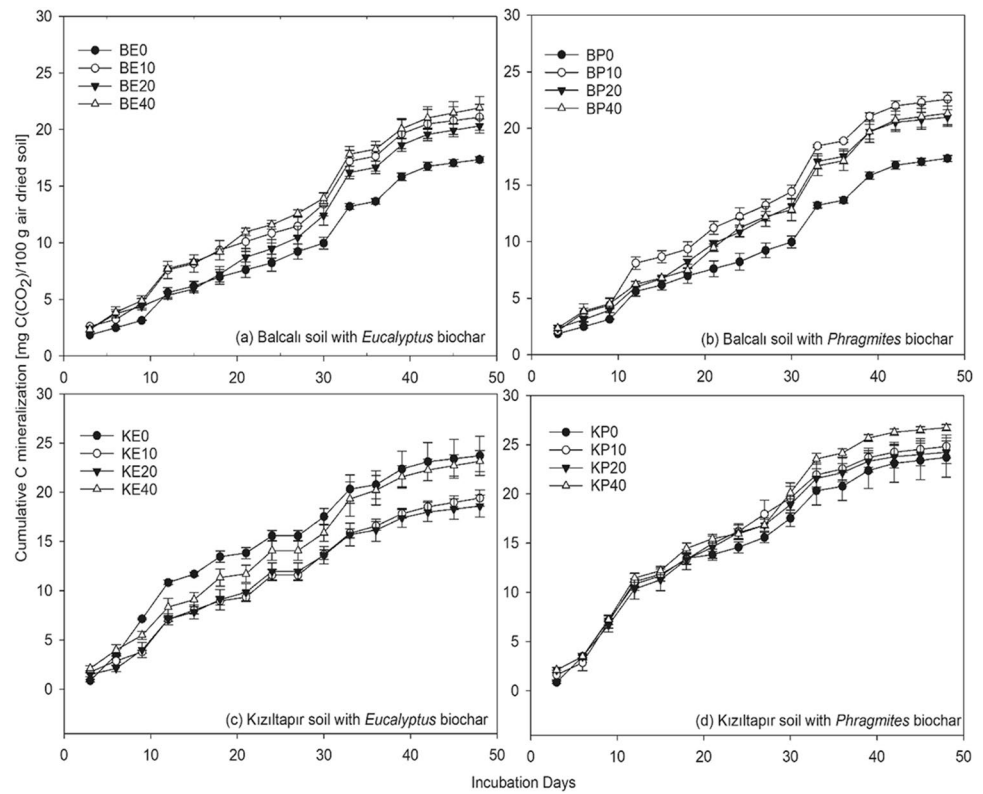 Cumulative C mineralization [mg C(CO2)/100 g air dried soil]
30
25
20
15
10
5
0
BE0
BE10
BE20
BE40
(a) Balcalı soil with Eucalyptus biochar
0 10 20 30 40 50
30
25
20
15
10
5
0
BP0
BP10
BP20
BP40
(b) Balcalı soil with Phragmites biochar
0 10 20 30 40 50
30
25
20
15
10
5
0
KE0
KE10
KE20
KE40
(c) Kızıltapır soil with Eucalyptus biochar
0 10 20 30 40 50
30
25
20
15
10
5
0
KP0
KP10
KP20
KP40
(d) Kızıltapır soil with Phragmites biochar
0 10 20 30 40 50
Incubation Days